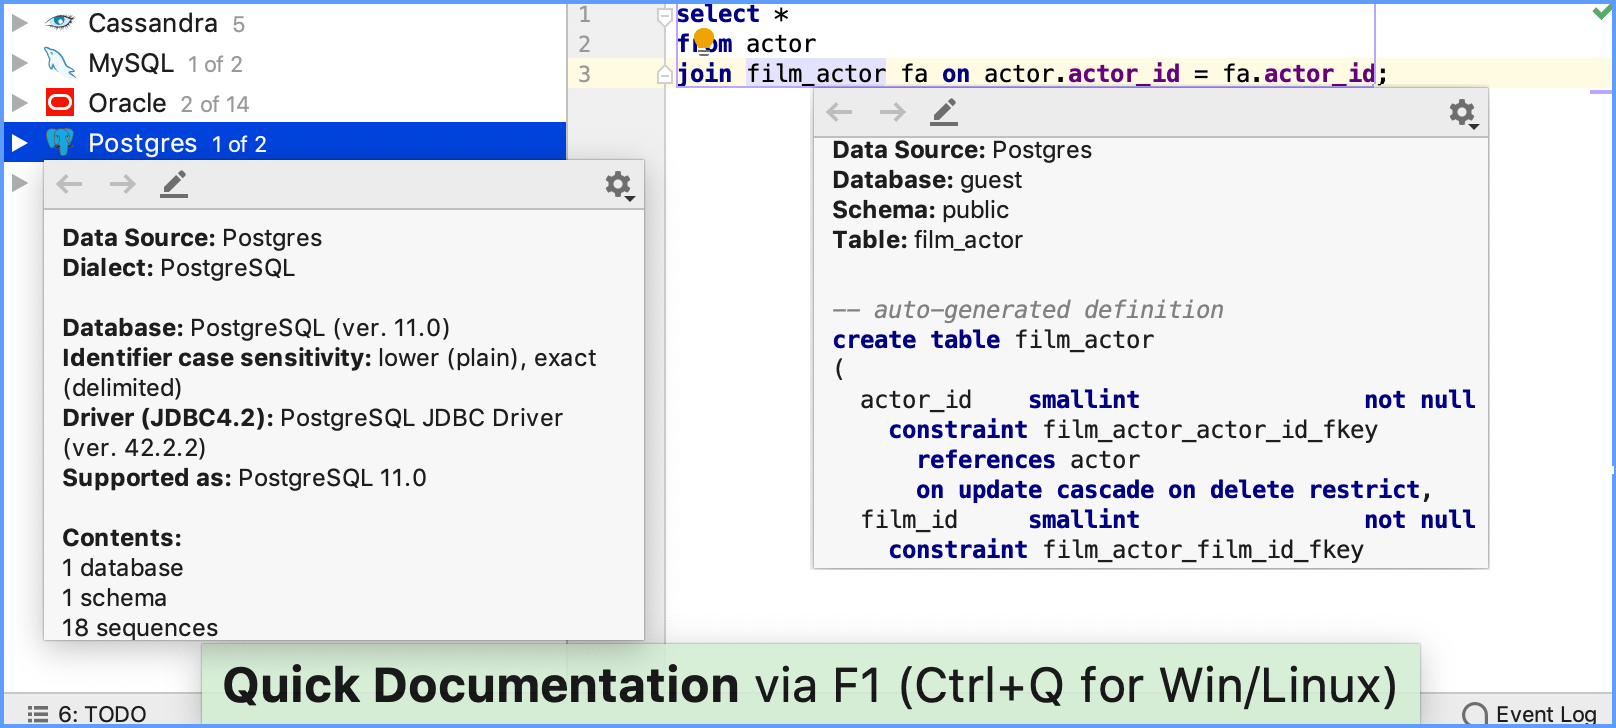 Cassandra 5
MySQL 1 of 2
Oracle 2 of 14
Postgres 1 of 2
Data Source: Postgres
Dialect: PostgreSQL
Database: PostgreSQL (ver. 11.0)
Identifier case sensitivity: lower (plain), exact
(delimited)
Driver (JDBC4.2): PostgreSQL JDBC Driver
(ver. 42.2.2)
Supported as: PostgreSQL 11.0
Contents:
1 database
1 schema
18 sequences
1 select *
2 from actor
3 join film_actor fa on actor.actor_id = fa.actor_id;
Data Source: Postgres
Database: guest
Schema: public
Table: film_actor
-- auto-generated definition
create table film_actor
(
actor_id smallint not null
constraint film_actor_actor_id_fkey
references actor
on update cascade on delete restrict,
film_id smallint not null
constraint film_actor_film_id_fkey
Quick Documentation via F1 (Ctrl+Q for Win/Linux)
6: TODO
Event Log